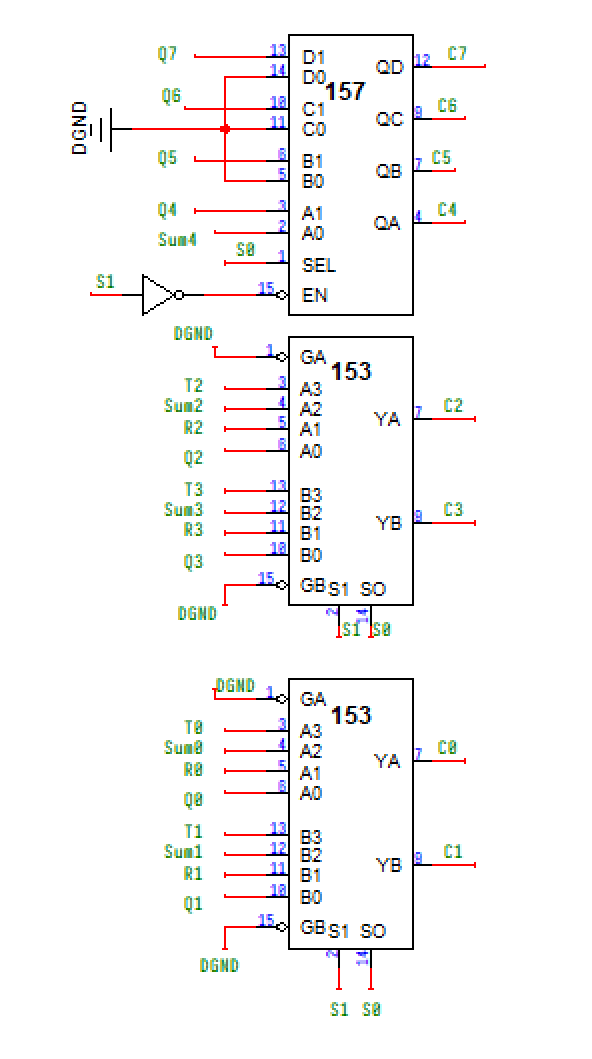 Q7 13 D1
14 D0
157
QD 12 C7
Q6 10 C1
DGND 11 C0
QC 9 C6
Q5 6 B1
5 B0
QB 7 C5
Q4 3 A1
Sum4 2 A0
QA 4 C4
S0 1 SEL
S1 15 EN
DGND 1 GA
153
T2 3 A3
Sum2 4 A2
YA 7 C2
R2 5 A1
Q2 6 A0
T3 13 B3
Sum3 12 B2
YB 9 C3
R3 11 B1
Q3 10 B0
15 GB S1 SO
DGND
2 14
S1 S0
DGND 1 GA
153
T0 3 A3
Sum0 4 A2
YA 7 C0
R0 5 A1
Q0 6 A0
T1 13 B3
Sum1 12 B2
YB 9 C1
R1 11 B1
Q1 10 B0
15 GB S1 SO
DGND
2 14
S1 S0